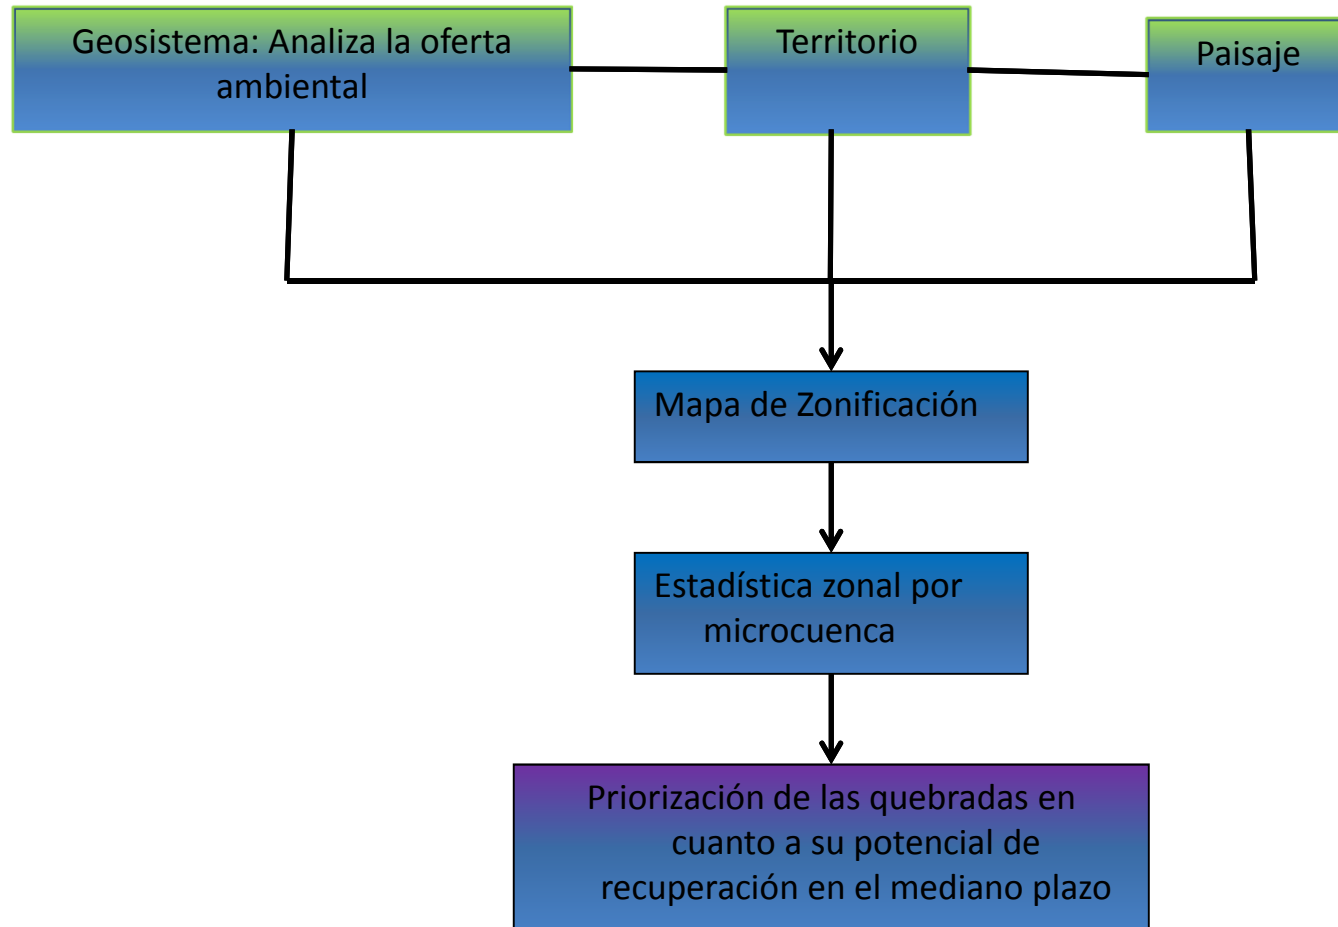 Geosistema: Analiza la oferta
ambiental
Territorio
Paisaje
Mapa de Zonificación
Estadística zonal por
microcuenca
Priorización de las quebradas en
cuanto a su potencial de
recuperación en el mediano plazo